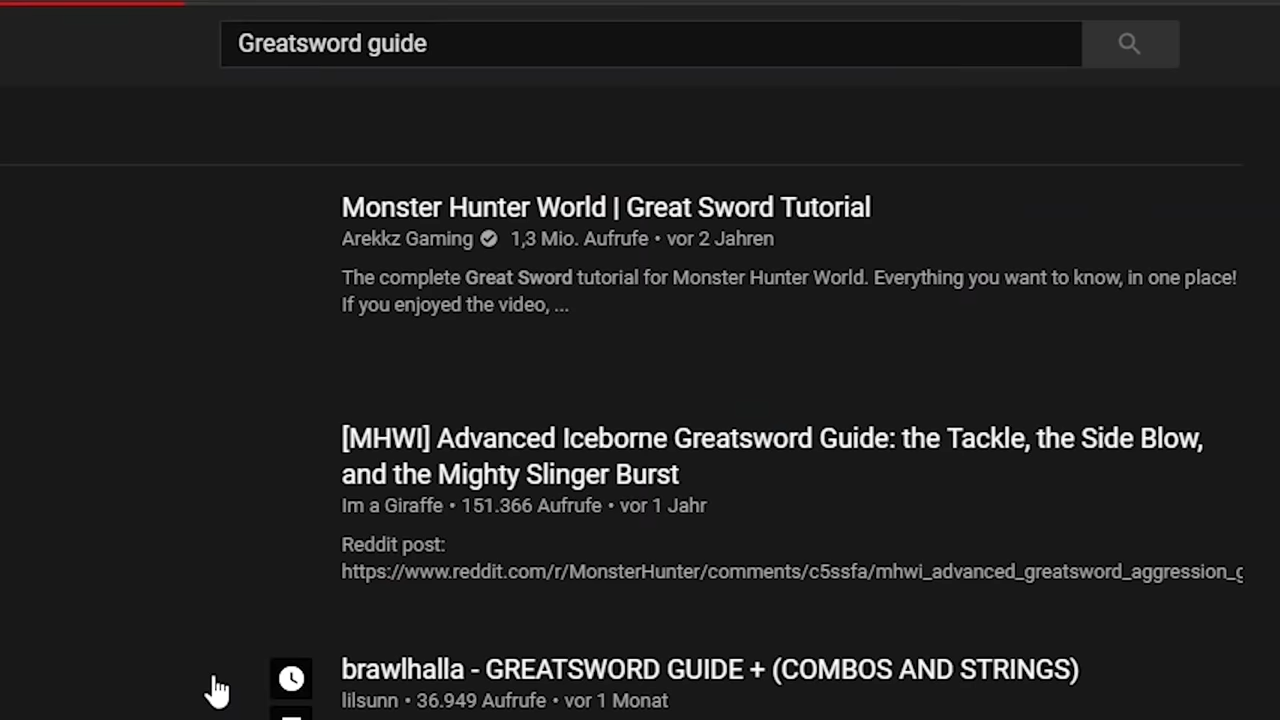 Greatsword guide
Monster Hunter World | Great Sword Tutorial
Arekkz Gaming 1,3 Mio. Aufrufe • vor 2 Jahren
The complete Great Sword tutorial for Monster Hunter World. Everything you want to know, in one place!
If you enjoyed the video, ...
[MHWI] Advanced Iceborne Greatsword Guide: the Tackle, the Side Blow,
and the Mighty Slinger Burst
Im a Giraffe • 151.366 Aufrufe • vor 1 Jahr
Reddit post:
https://www.reddit.com/r/MonsterHunter/comments/c5ssfa/mhwi_advanced_greatsword_aggression_g
brawlhalla - GREATSWORD GUIDE + (COMBOS AND STRINGS)
lilsunn • 36.949 Aufrufe • vor 1 Monat